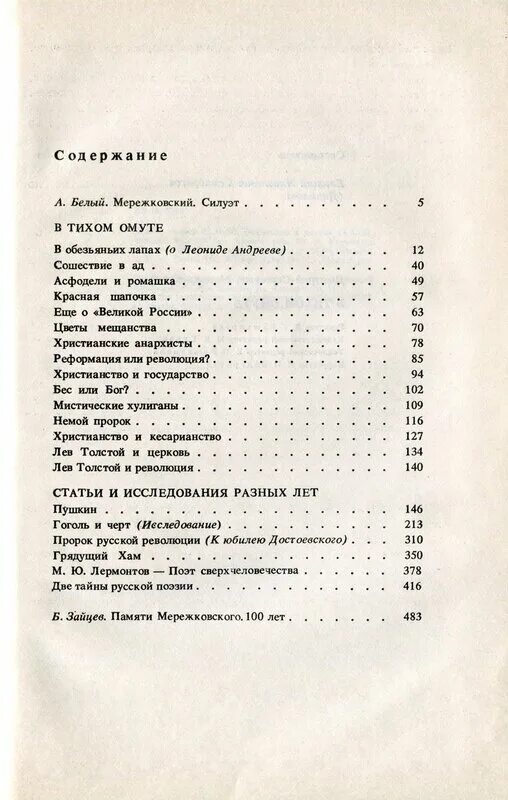 Содержание
А. Белый. Мережковский. Силуэт . . . . . . . . . . . 5
В ТИХОМ ОМУТЕ
В обезьяньих лапах (о Леониде Андрееве) . . . . . . . 12
Сошествие в ад . . . . . . . . . . . . . . . . . . 40
Асфодели и ромашка . . . . . . . . . . . . . . . 49
Красная шапочка . . . . . . . . . . . . . . . . . 57
Еще о «Великой России» . . . . . . . . . . . . . . 63
Цветы мещанства . . . . . . . . . . . . . . . . . 70
Христианские анархисты . . . . . . . . . . . . . . 78
Реформация или революция? . . . . . . . . . . . . . 85
Христианство и государство . . . . . . . . . . . . . 94
Бес или Бог? . . . . . . . . . . . . . . . . . . . 102
Мистические хулиганы . . . . . . . . . . . . . . . 109
Немой пророк . . . . . . . . . . . . . . . . . . 116
Христианство и кесарианство . . . . . . . . . . . . 127
Лев Толстой и церковь . . . . . . . . . . . . . . . 134
Лев Толстой и революция . . . . . . . . . . . . . . 140
СТАТЬИ И ИССЛЕДОВАНИЯ РАЗНЫХ ЛЕТ
Пушкин . . . . . . . . . . . . . . . . . . . . . 146
Гоголь и черт (Исследование) . . . . . . . . . . . . 213
Пророк русской революции (К юбилею Достоевского) . . . . 310
Грядущий Хам . . . . . . . . . . . . . . . . . . 350
М. Ю. Лермонтов — Поэт сверхчеловечества . . . . . . . 378
Две тайны русской поэзии . . . . . . . . . . . . . . 416
Б. Зайцев. Памяти Мережковского. 100 лет . . . . . . . . 483